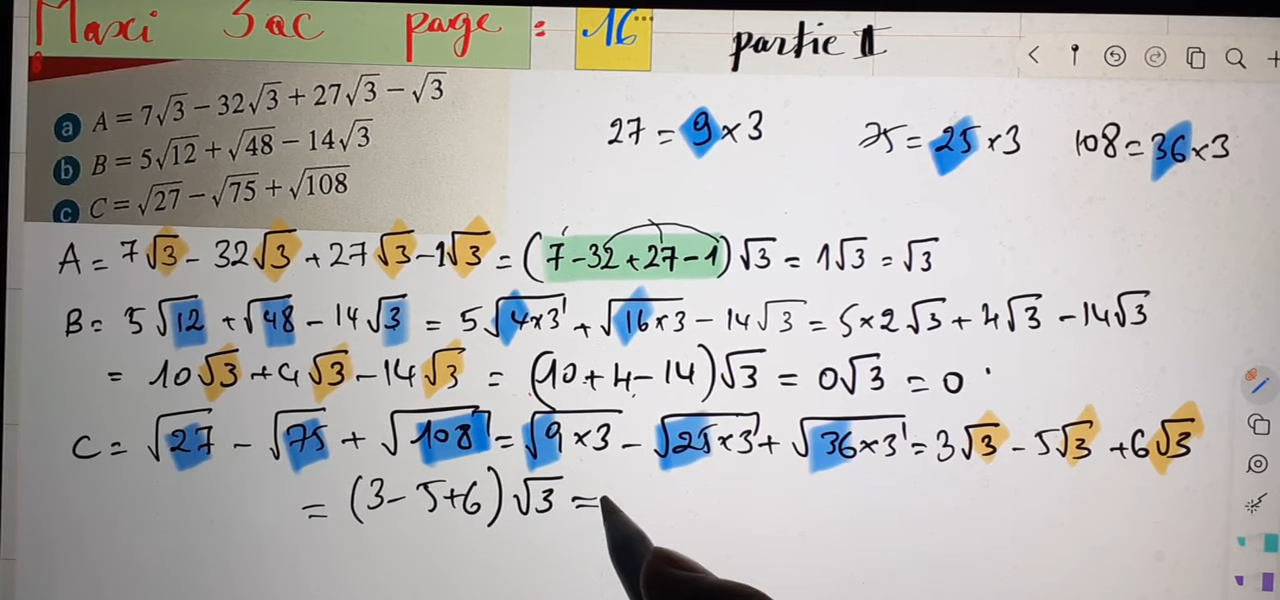 Maxi Jac page : 16
partie I
a A = 7√3 − 32√3 + 27√3 − √3
b B = 5√12 + √48 − 14√3
c C = √27 − √75 + √108
27 = 9 × 3
75 = 25 × 3
108 = 36 × 3
A = 7√3 − 32√3 + 27√3 − 1√3 = (7 − 32 + 27 − 1)√3 = 1√3 = √3
B = 5√12 + √48 − 14√3 = 5√4×3 + √16×3 − 14√3 = 5×2√3 + 4√3 − 14√3
= 10√3 + 4√3 − 14√3 = (10 + 4 − 14)√3 = 0√3 = 0
C = √27 − √75 + √108 = √9×3 − √25×3 + √36×3 = 3√3 − 5√3 + 6√3
= (3 − 5 + 6)√3 =